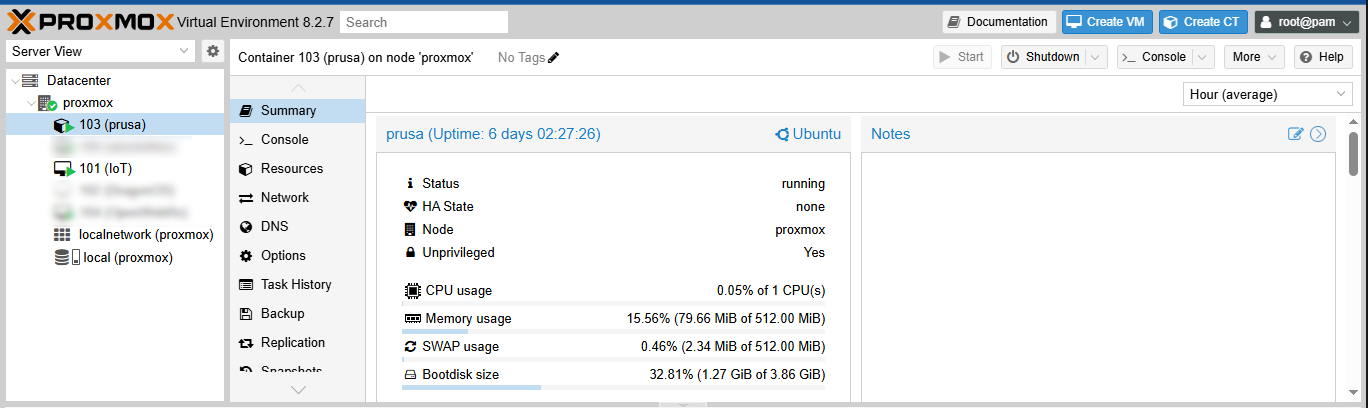 PROXMOX Virtual Environment 8.2.7 Search Documentation Create VM Create CT root@pam
Server View
Datacenter
proxmox
103 (prusa)
101 (IoT)
localnetwork (proxmox)
local (proxmox)
Container 103 (prusa) on node 'proxmox' No Tags Start Shutdown Console More Help
Summary
Console
Resources
Network
DNS
Options
Task History
Backup
Replication
Snapshots
Hour (average)
prusa (Uptime: 6 days 02:27:26) Ubuntu
Status running
HA State none
Node proxmox
Unprivileged Yes
CPU usage 0.05% of 1 CPU(s)
Memory usage 15.56% (79.66 MiB of 512.00 MiB)
SWAP usage 0.46% (2.34 MiB of 512.00 MiB)
Bootdisk size 32.81% (1.27 GiB of 3.86 GiB)
Notes